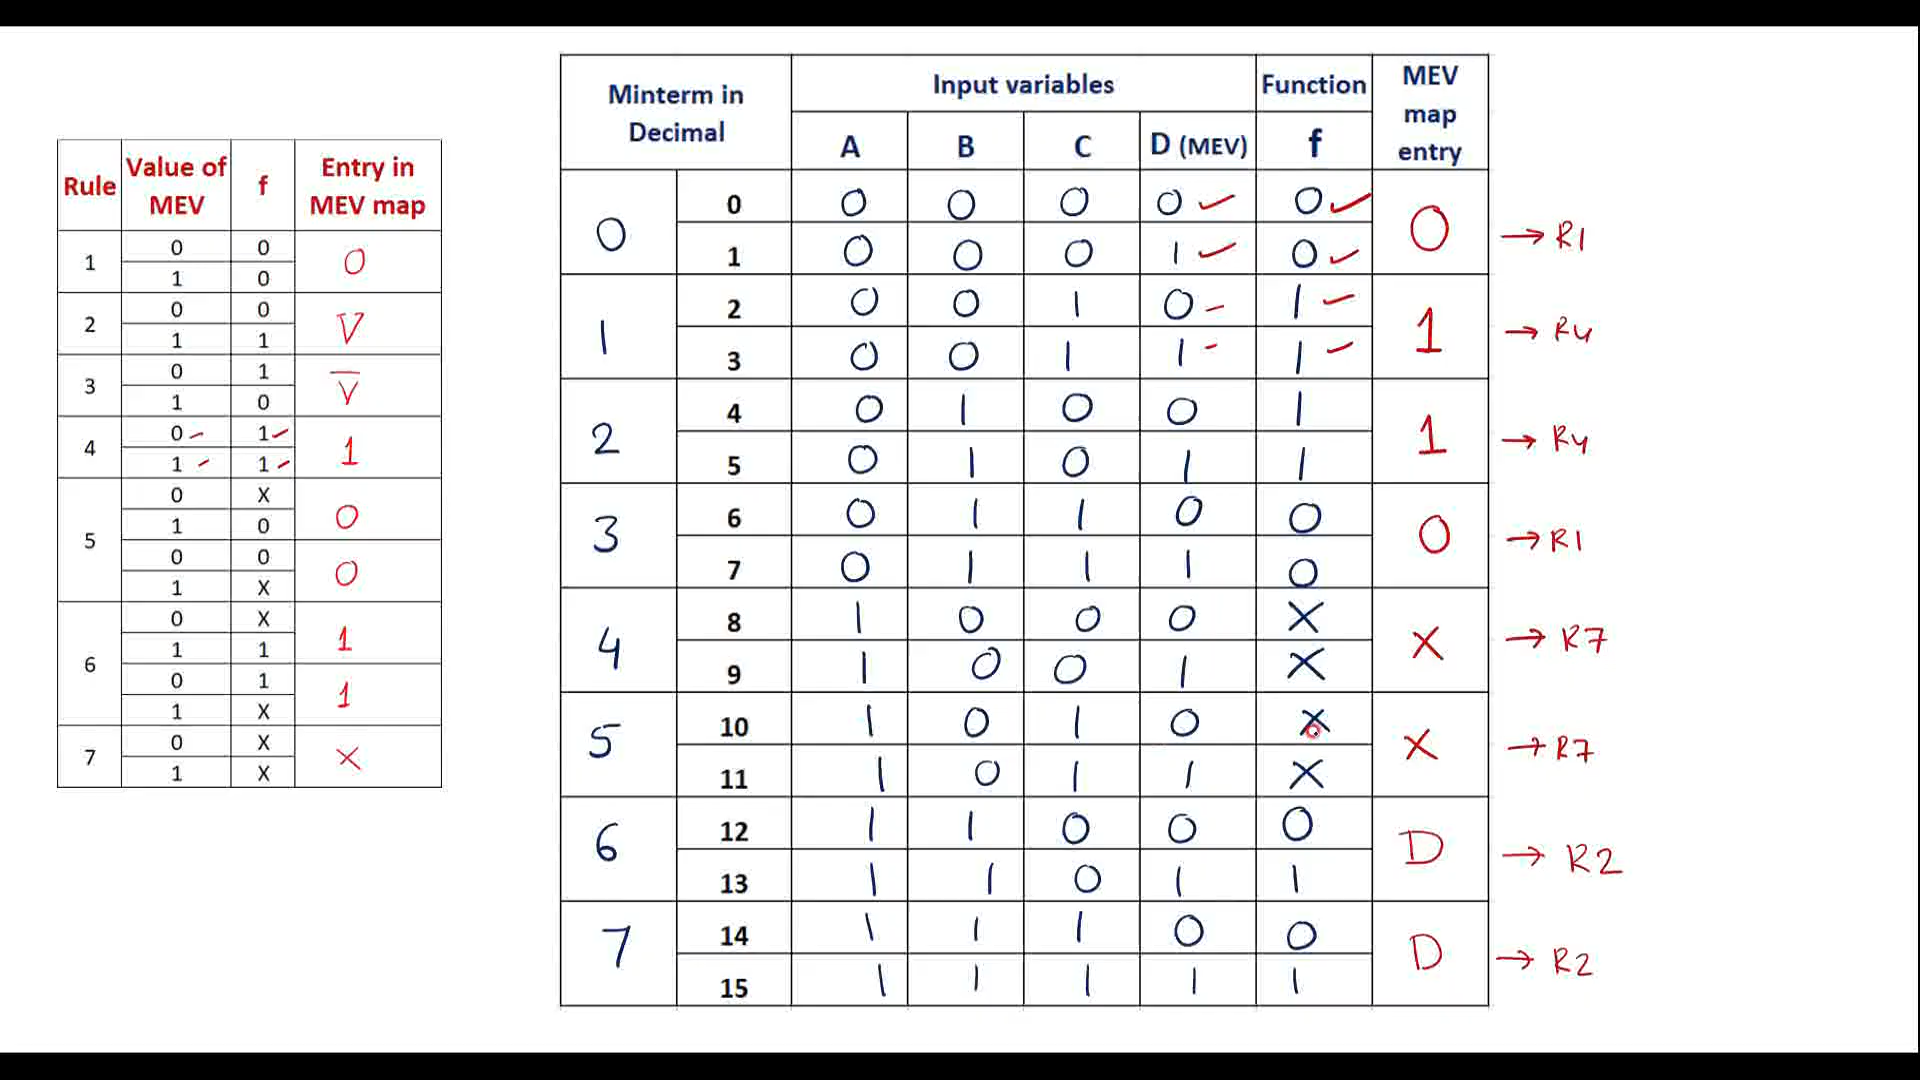 Rule Value of MEV f Entry in MEV map
1 0 0 0
1 0
2 0 0 V
1 1
3 0 1 V̅
1 0
4 0 1 1
1 1
5 0 X 0
1 0
0 0 0
1 X
6 0 X 1
1 1
0 1 1
1 X
7 0 X X
1 X
Minterm in Decimal Input variables Function MEV map entry
A B C D (MEV) f
0 0 0 0 0 0 0 0 → R1
1 0 0 0 1 0
1 2 0 0 1 0 1 1 → R4
3 0 0 1 1 1
2 4 0 1 0 0 1 1 → R4
5 0 1 0 1 1
3 6 0 1 1 0 0 0 → R1
7 0 1 1 1 0
4 8 1 0 0 0 X X → R7
9 1 0 0 1 X
5 10 1 0 1 0 X X → R7
11 1 0 1 1 X
6 12 1 1 0 0 0 D → R2
13 1 1 0 1 1
7 14 1 1 1 0 0 D → R2
15 1 1 1 1 1